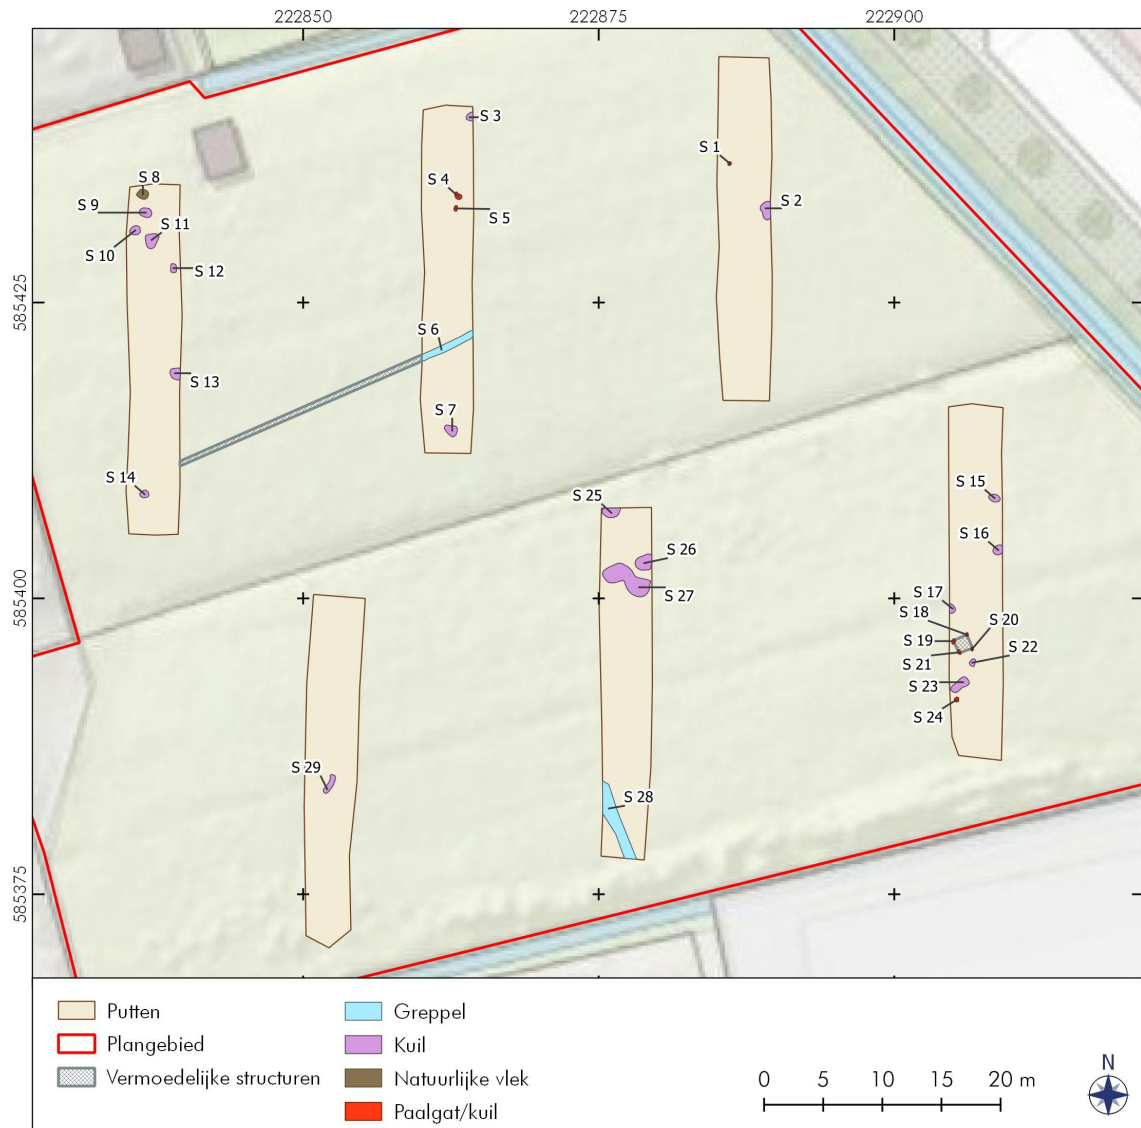 222850
222875
222900
585425
585400
585375
S 1
S 2
S 3
S 4
S 5
S 6
S 7
S 8
S 9
S 10
S 11
S 12
S 13
S 14
S 15
S 16
S 17
S 18
S 19
S 20
S 21
S 22
S 23
S 24
S 25
S 26
S 27
S 28
S 29
Putten
Plangebied
Vermoedelijke structuren
Greppel
Kuil
Natuurlijke vlek
Paalgat/kuil
0 5 10 15 20 m
N